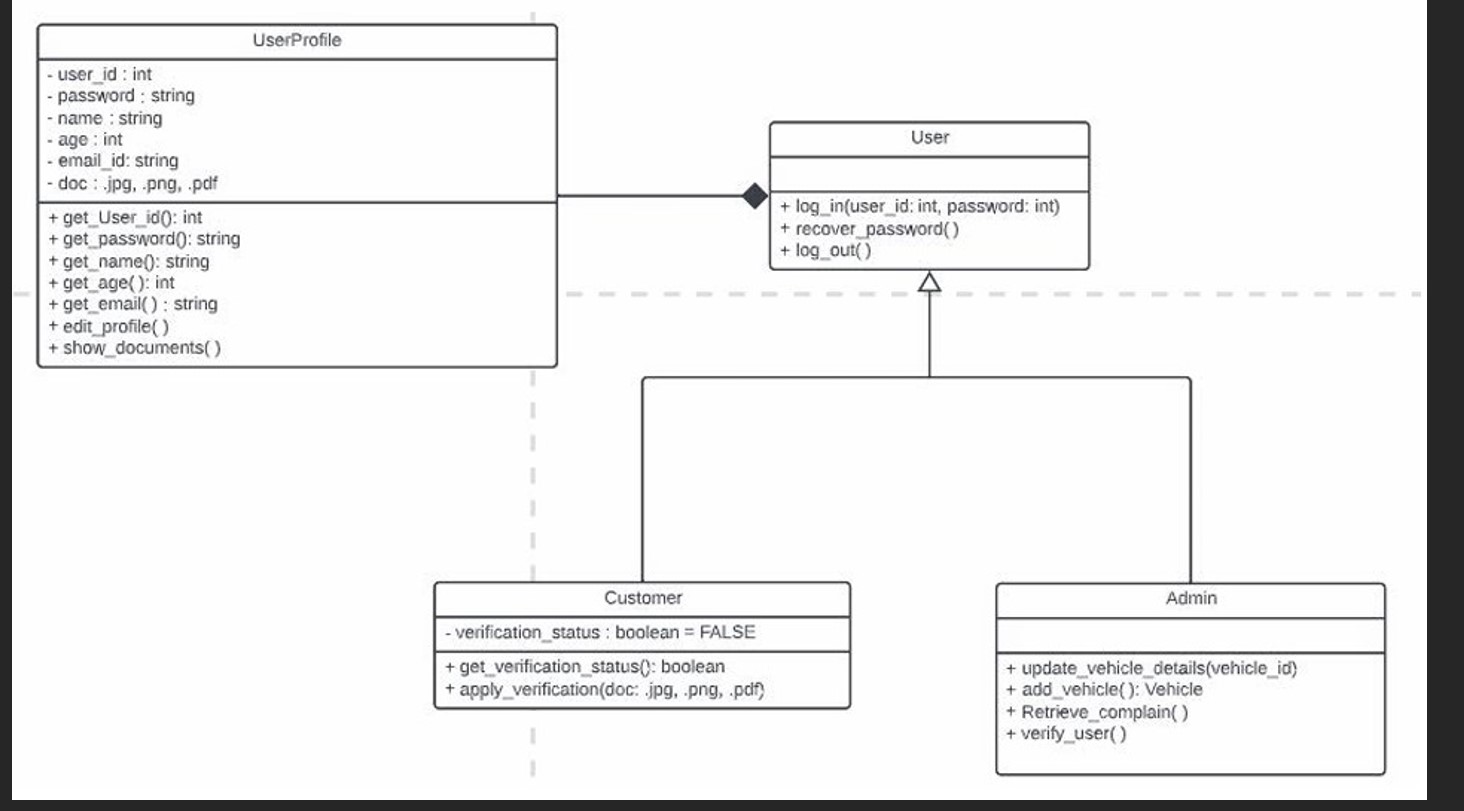 UserProfile
- user_id : int
- password : string
- name : string
- age : int
- email_id: string
- doc : .jpg, .png, .pdf
+ get_User_id(): int
+ get_password(): string
+ get_name(): string
+ get_age( ): int
+ get_email( ) : string
+ edit_profile( )
+ show_documents( )
User
+ log_in(user_id: int, password: int)
+ recover_password( )
+ log_out( )
Customer
- verification_status : boolean = FALSE
+ get_verification_status(): boolean
+ apply_verification(doc: .jpg, .png, .pdf)
Admin
+ update_vehicle_details(vehicle_id)
+ add_vehicle( ): Vehicle
+ Retrieve_complain( )
+ verify_user( )